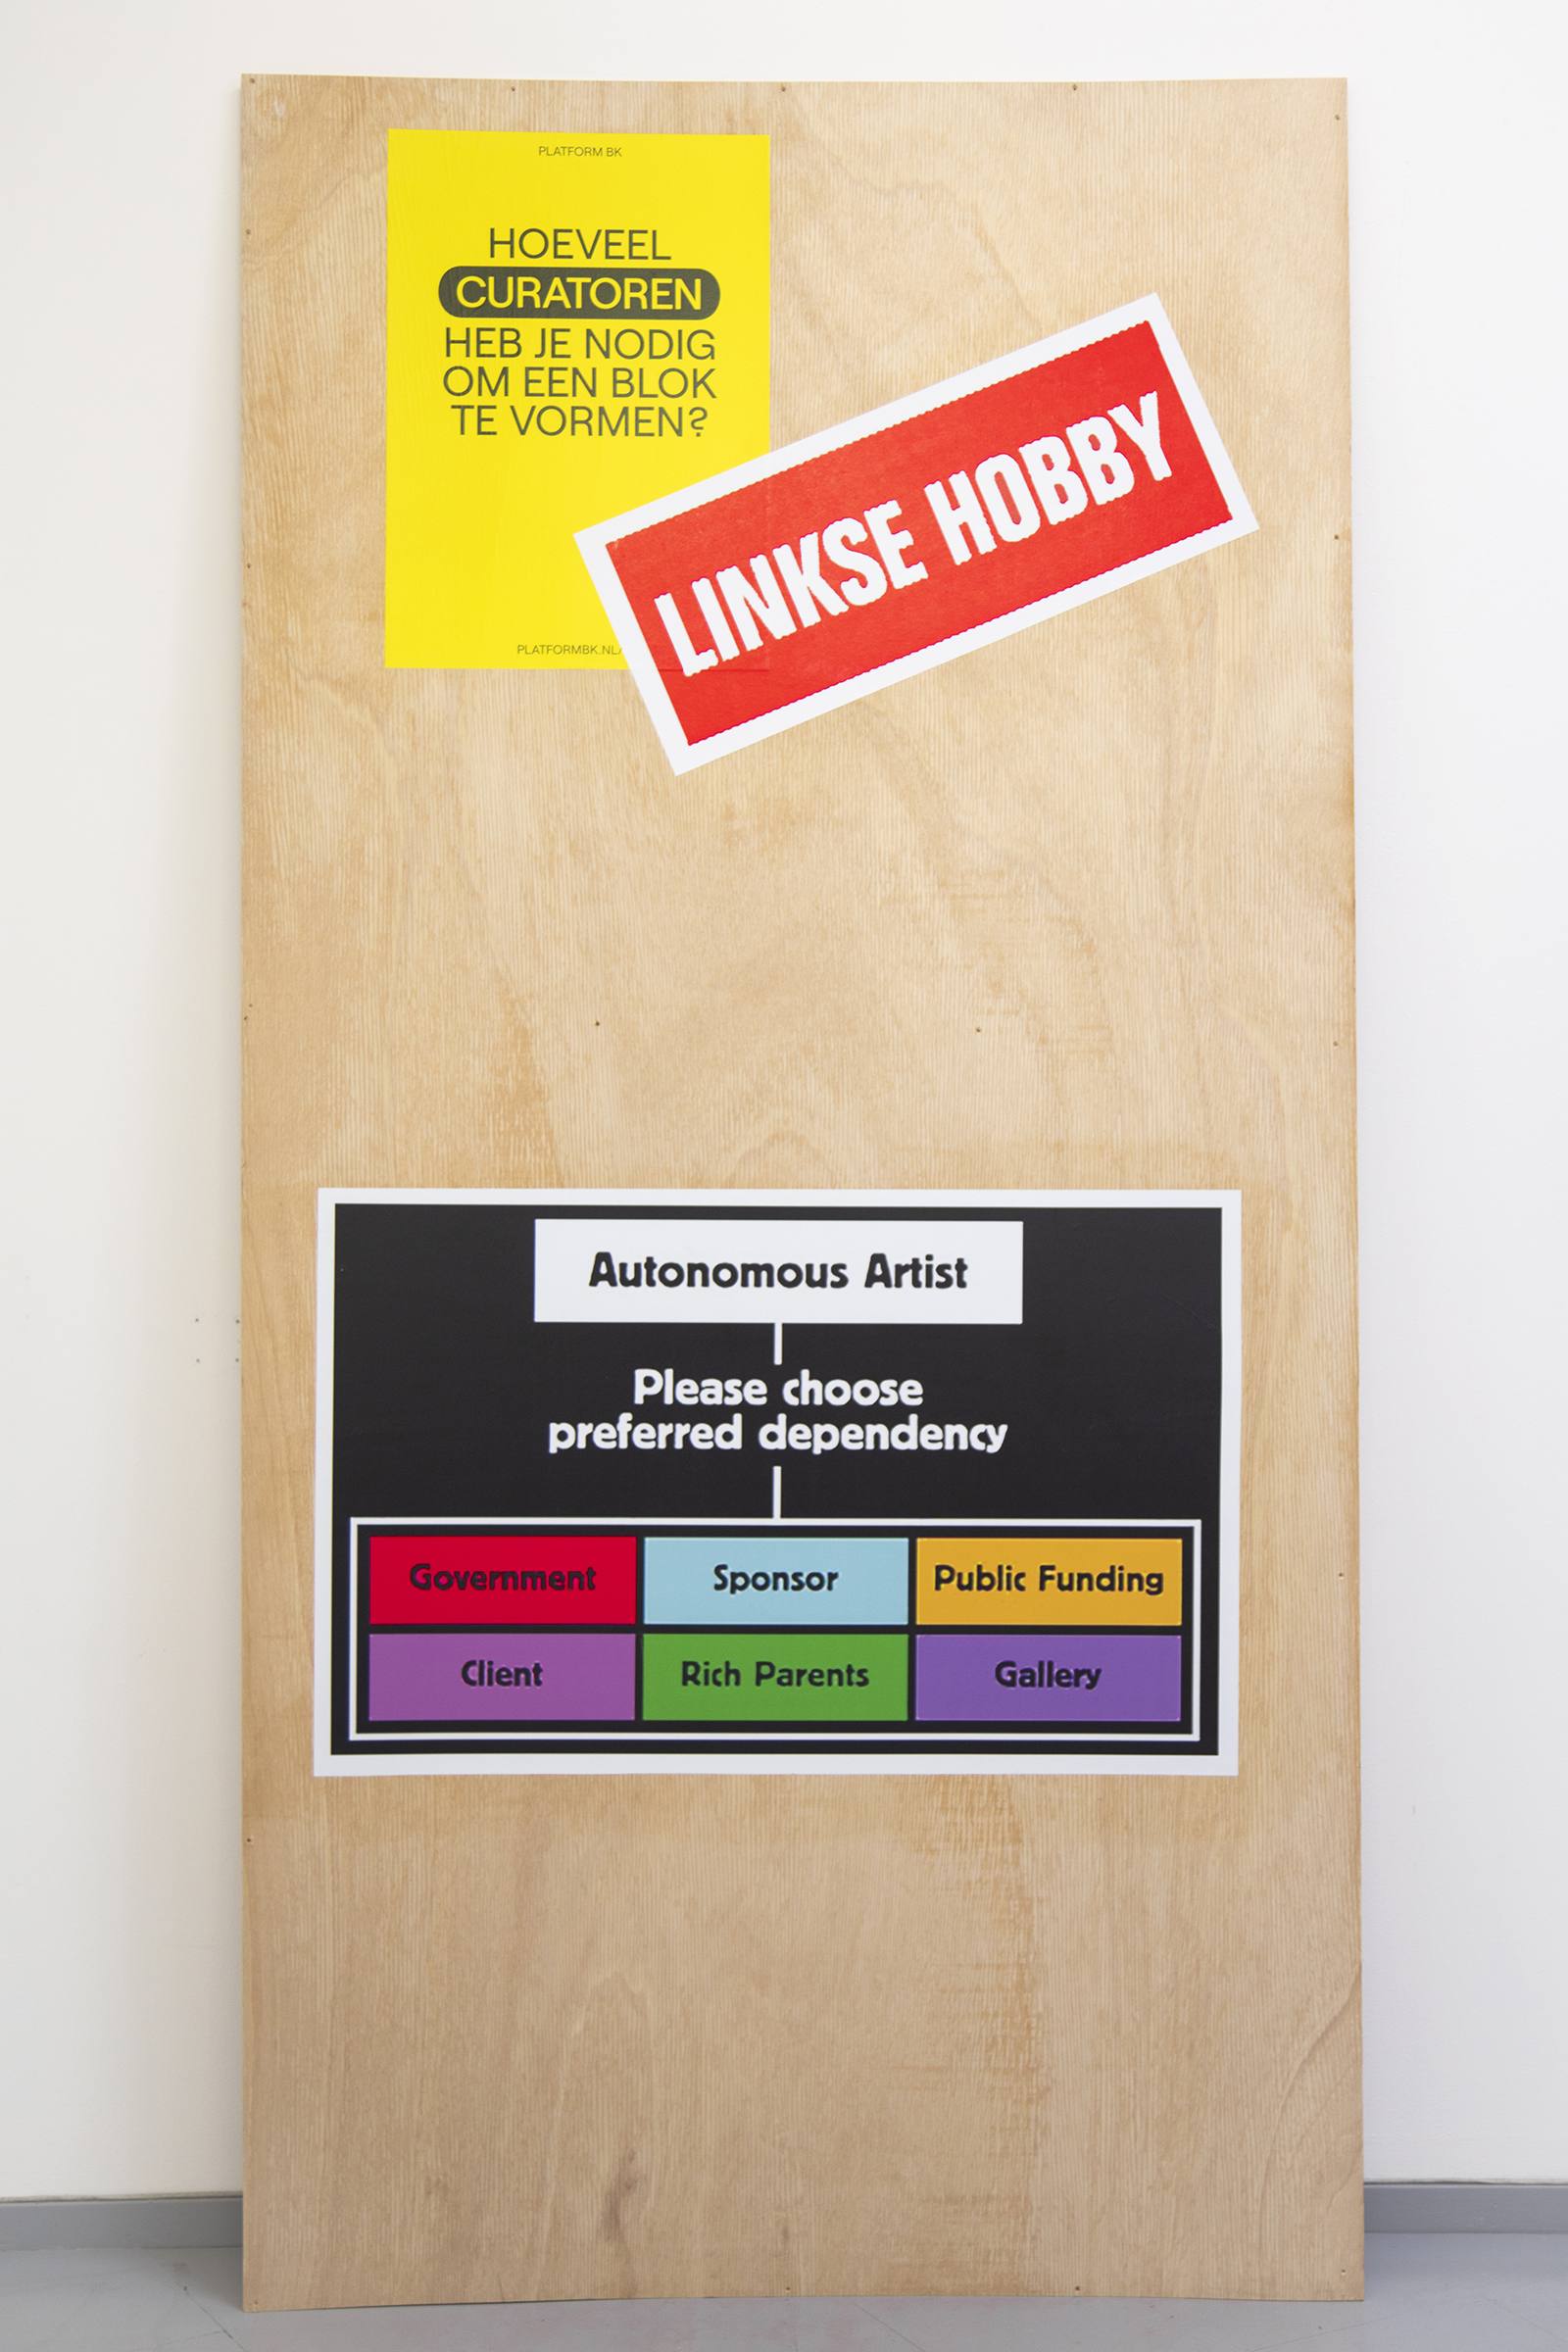 PLATFORM BK
HOEVEEL
CURATOREN
HEB JE NODIG
OM EEN BLOK
TE VORMEN?
PLATFORMBK.NL
LINKSE HOBBY
Autonomous Artist
Please choose
preferred dependency
Government
Sponsor
Public Funding
Client
Rich Parents
Gallery